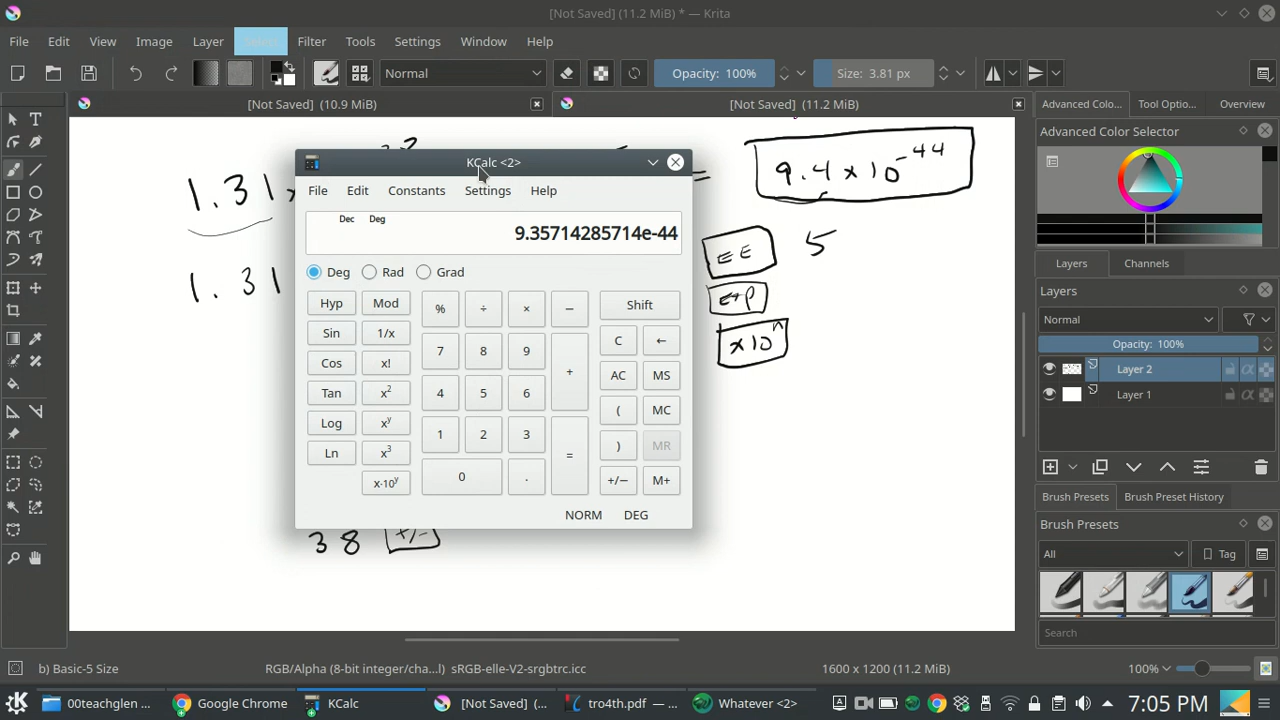 [Not Saved] (11.2 MiB) * — Krita
File Edit View Image Layer Select Filter Tools Settings Window Help
Normal Opacity: 100% Size: 3.81 px
[Not Saved] (10.9 MiB) [Not Saved] (11.2 MiB) Advanced Colo... Tool Optio... Overview
Advanced Color Selector
1.31 = 9.4 x 10^-44
KCalc <2>
File Edit Constants Settings Help
Dec Deg
9.35714285714e-44
Deg Rad Grad
Hyp Mod % ÷ × − Shift
Sin 1/x 7 8 9 C ←
Cos x! + AC MS
Tan x² 4 5 6 ( MC
Log xʸ 1 2 3 ) MR
Ln x³ =
x·10ʸ 0 . +/− M+
NORM DEG
1.31
EE 5
EXP
x10^n
38 +/-
Layers Channels
Layers
Normal
Opacity: 100%
Layer 2
Layer 1
Brush Presets Brush Preset History
Brush Presets
All Tag
Search
b) Basic-5 Size RGB/Alpha (8-bit integer/cha...l) sRGB-elle-V2-srgbtrc.icc 1600 x 1200 (11.2 MiB) 100%
00teachglen Google Chrome KCalc [Not Saved] (... tro4th.pdf — ... Whatever <2> A 7:05 PM